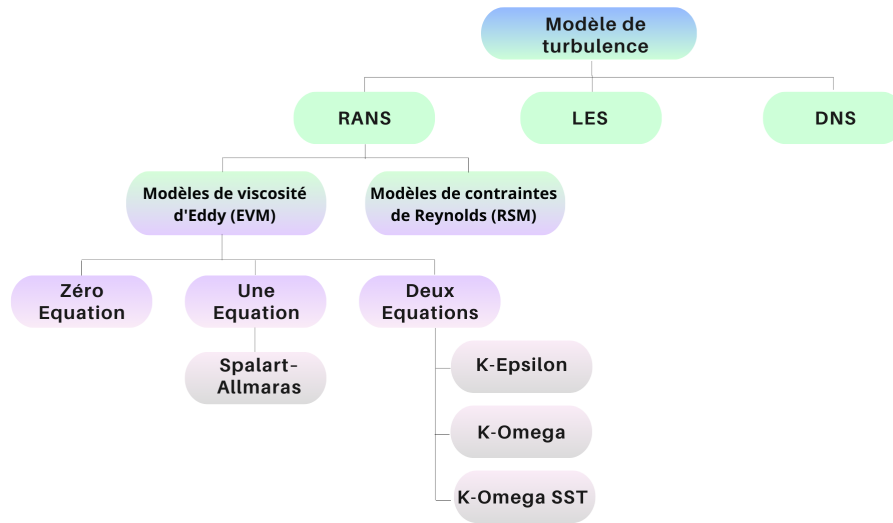 Modèle de
turbulence
RANS
LES
DNS
Modèles de viscosité
d'Eddy (EVM)
Modèles de contraintes
de Reynolds (RSM)
Zéro
Equation
Une
Equation
Deux
Equations
Spalart-
Allmaras
K-Epsilon
K-Omega
K-Omega SST